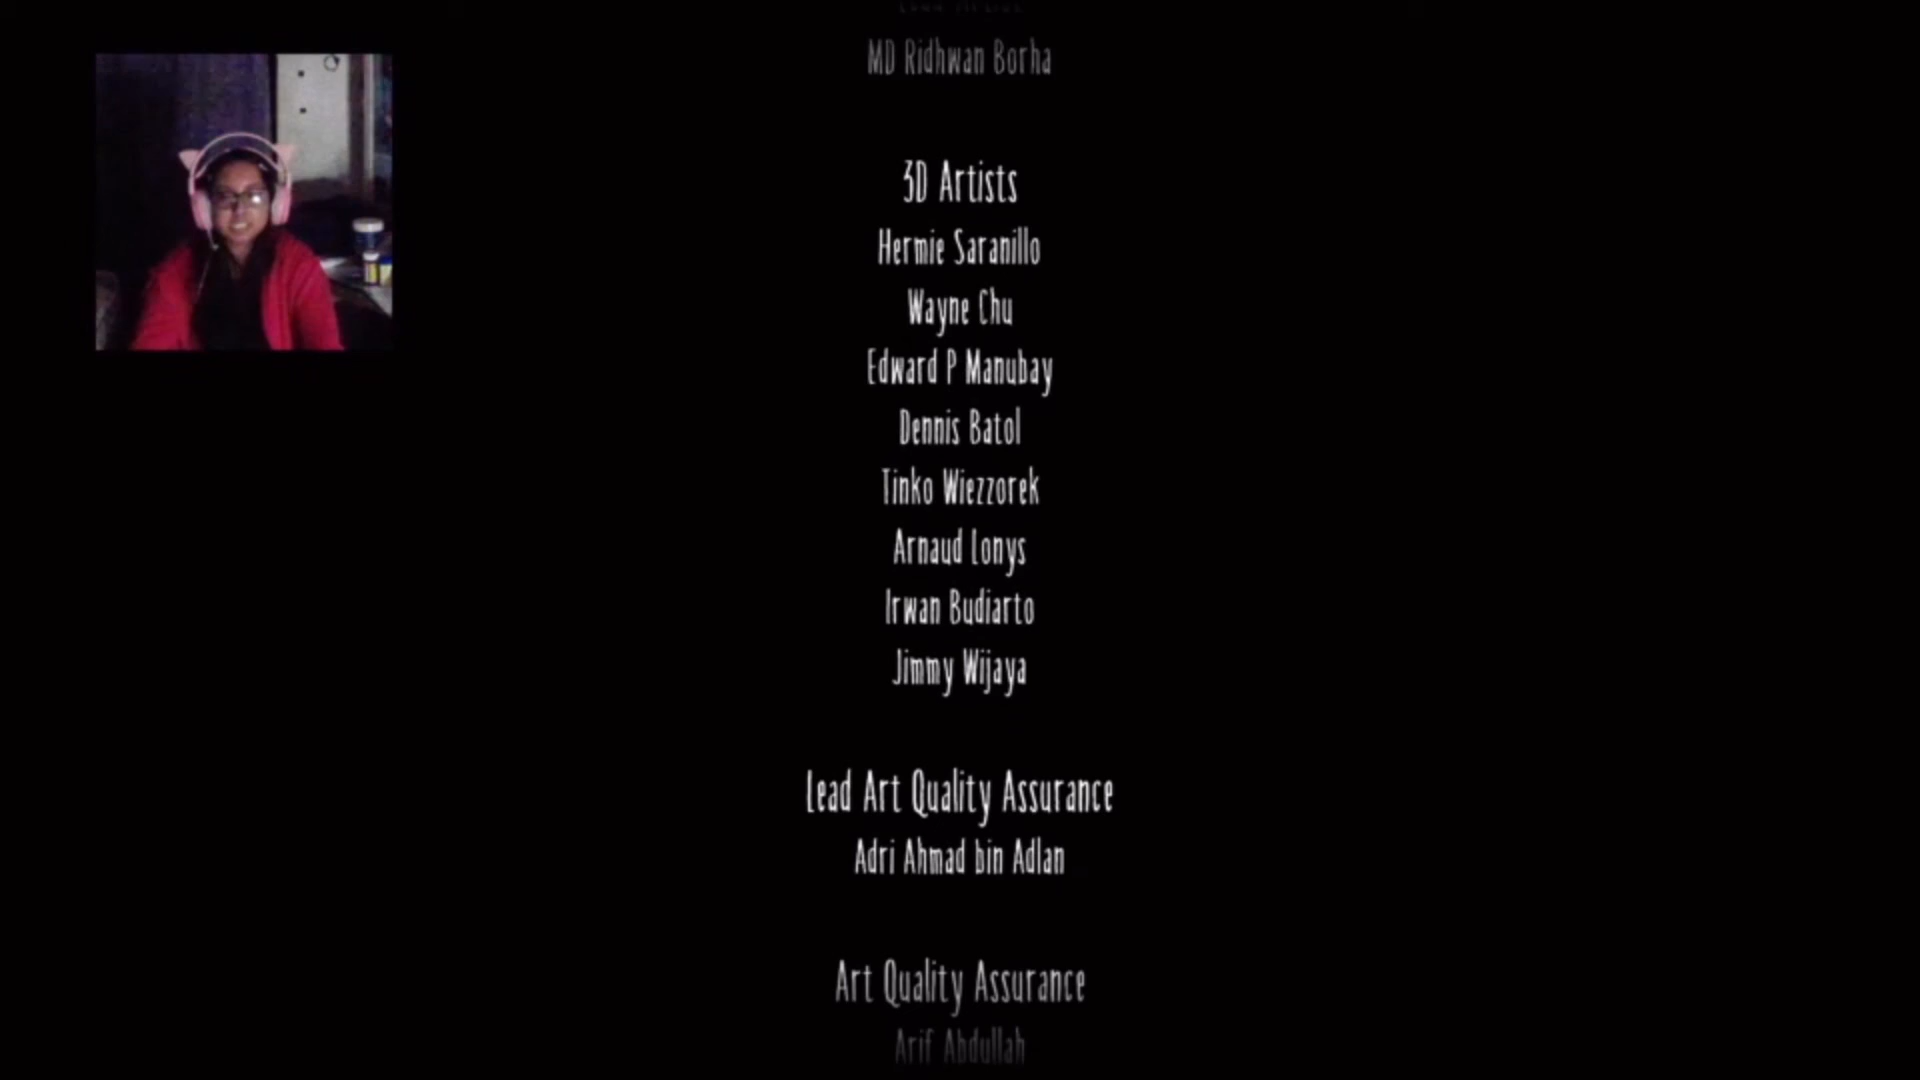 MD Ridhwan Borha
3D Artists
Hermie Saranillo
Wayne Chu
Edward P Manubay
Dennis Batol
Tinko Wiezzorek
Arnaud Lonys
Irwan Budiarto
Jimmy Wijaya
Lead Art Quality Assurance
Adri Ahmad bin Adlan
Art Quality Assurance
Arif Abdullah